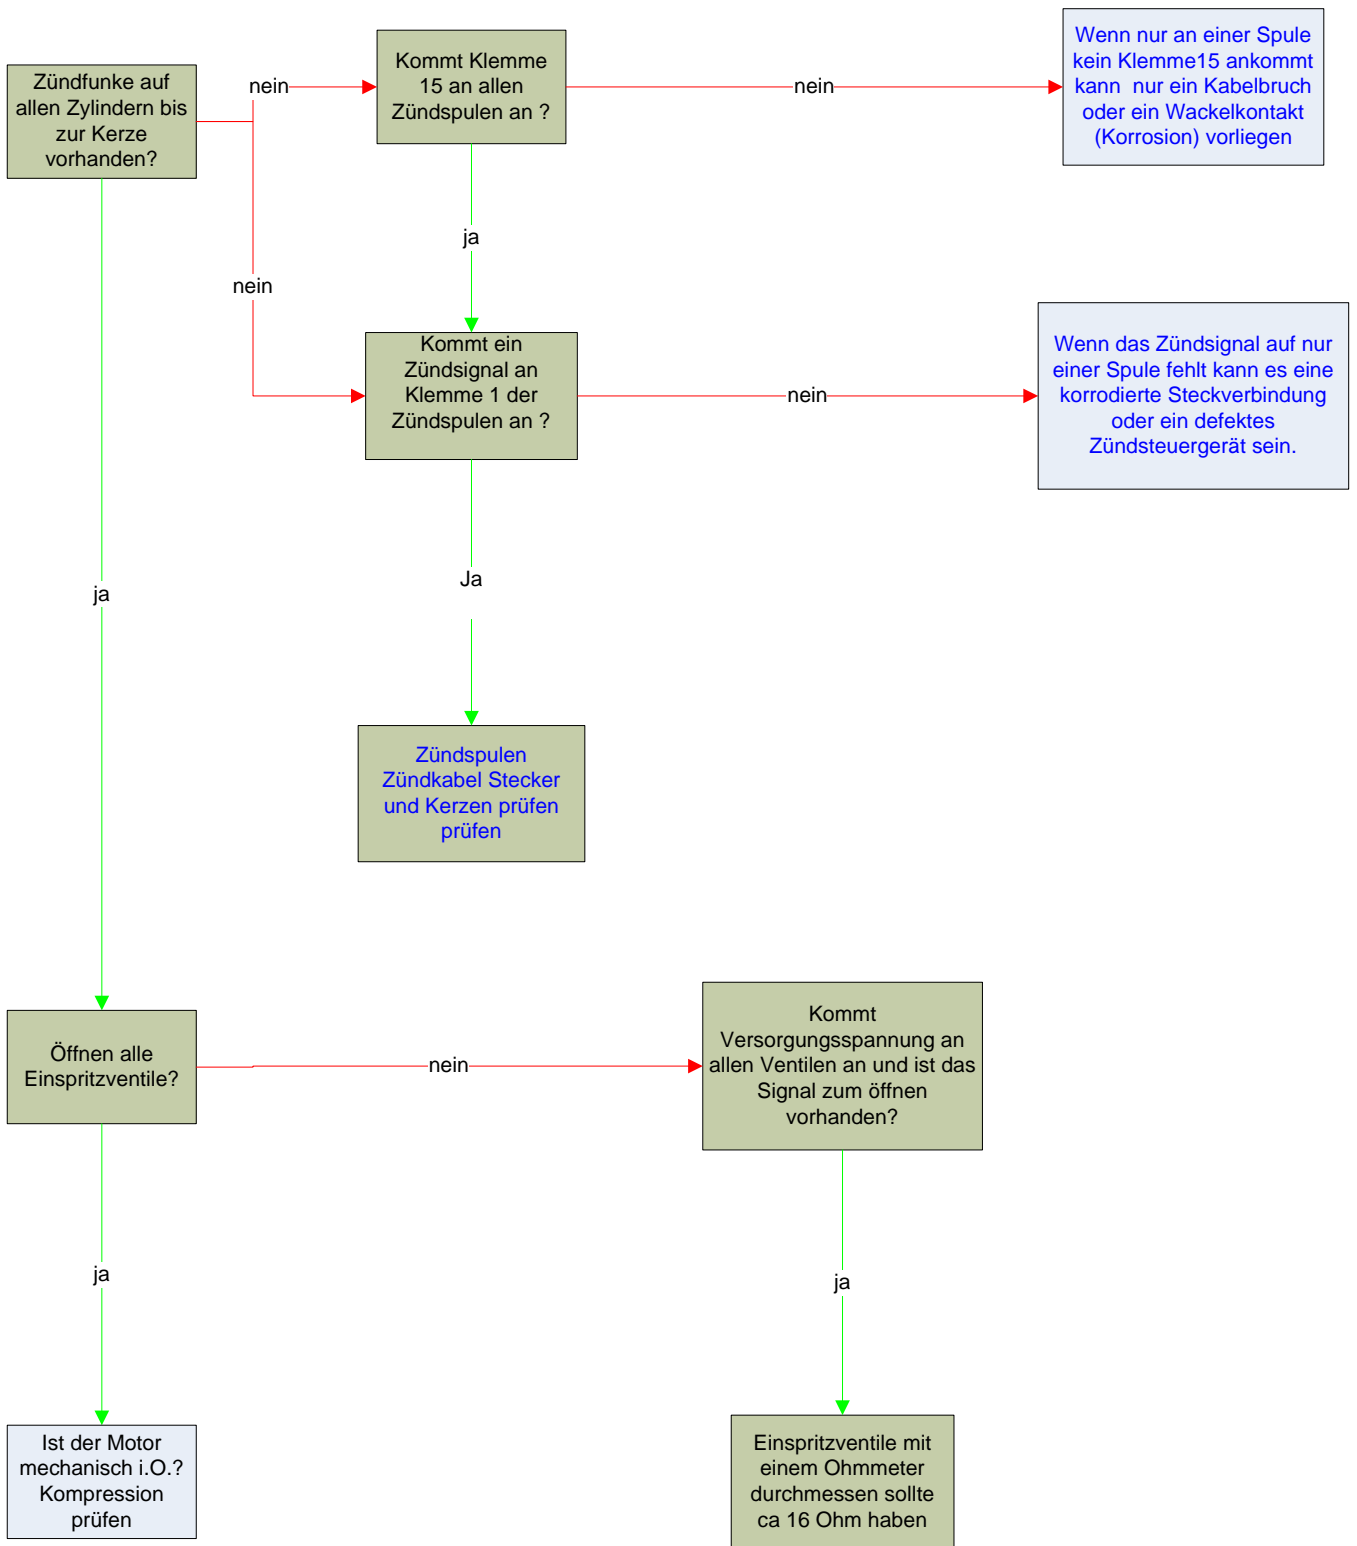 Zündfunke auf
allen Zylindern bis
zur Kerze
vorhanden?
nein
Kommt Klemme
15 an allen
Zündspulen an ?
nein
Wenn nur an einer Spule
kein Klemme15 ankommt
kann  nur ein Kabelbruch
oder ein Wackelkontakt
(Korrosion) vorliegen
ja
nein
Kommt ein
Zündsignal an
Klemme 1 der
Zündspulen an ?
nein
Wenn das Zündsignal auf nur
einer Spule fehlt kann es eine
korrodierte Steckverbindung
oder ein defektes
Zündsteuergerät sein.
Ja
ja
Zündspulen
Zündkabel Stecker
und Kerzen prüfen
prüfen
Öffnen alle
Einspritzventile?
nein
Kommt
Versorgungsspannung an
allen Ventilen an und ist das
Signal zum öffnen
vorhanden?
ja
ja
Ist der Motor
mechanisch i.O.?
Kompression
prüfen
Einspritzventile mit
einem Ohmmeter
durchmessen sollte
ca 16 Ohm haben